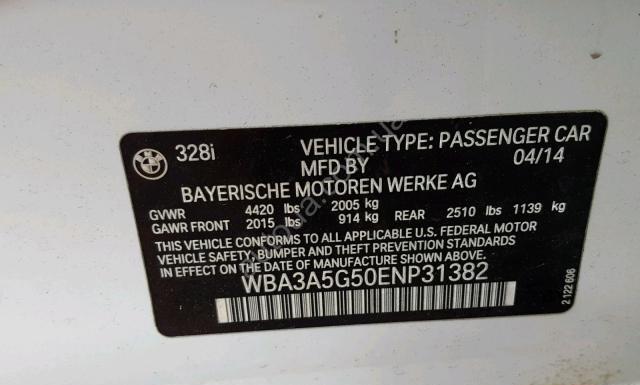 328i VEHICLE TYPE: PASSENGER CAR
MFD BY 04/14
BAYERISCHE MOTOREN WERKE AG
GVWR 4420 lbs 2005 kg
GAWR FRONT 2015 lbs 914 kg REAR 2510 lbs 1139 kg
THIS VEHICLE CONFORMS TO ALL APPLICABLE U.S. FEDERAL MOTOR
VEHICLE SAFETY, BUMPER AND THEFT PREVENTION STANDARDS IN
EFFECT ON THE DATE OF MANUFACTURE SHOWN ABOVE.
WBA3A5G50ENP31382
2 122 606